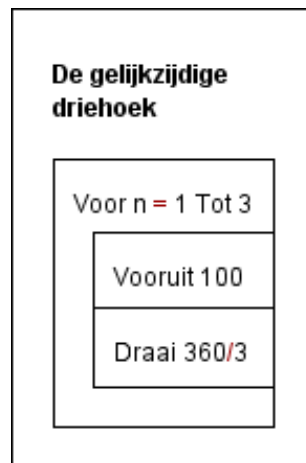 De gelijkzijdige
driehoek
Voor n = 1 Tot 3
Vooruit 100
Draai 360/3